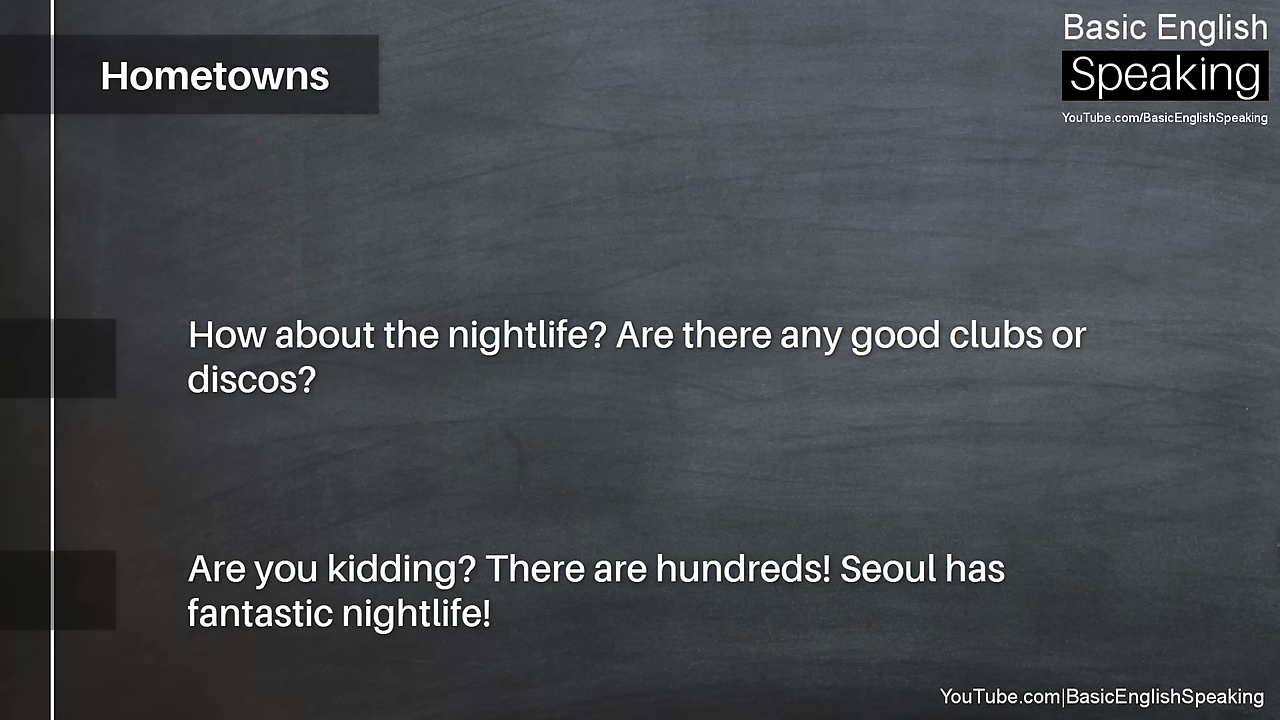 Basic English
Speaking
YouTube.com/BasicEnglishSpeaking
Hometowns
How about the nightlife? Are there any good clubs or
discos?
Are you kidding? There are hundreds! Seoul has
fantastic nightlife!
YouTube.com|BasicEnglishSpeaking